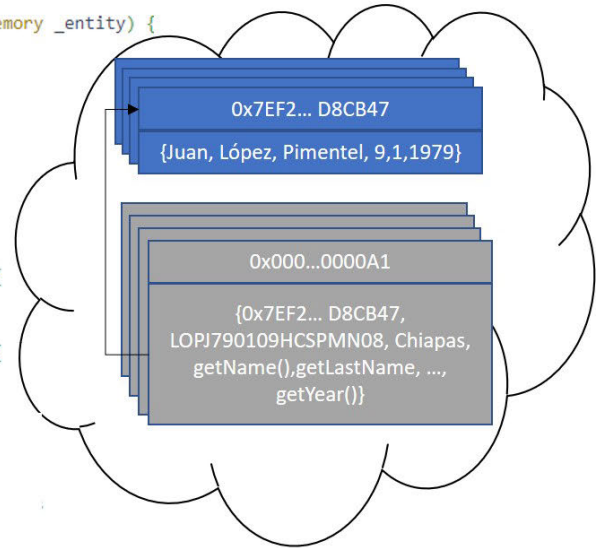 emory _entity) {
0x7EF2... D8CB47
{Juan, López, Pimentel, 9,1,1979}
0x000...0000A1
{0x7EF2... D8CB47,
LOPJ790109HCSPMN08, Chiapas,
getName(),getLastName, ...,
getYear()}